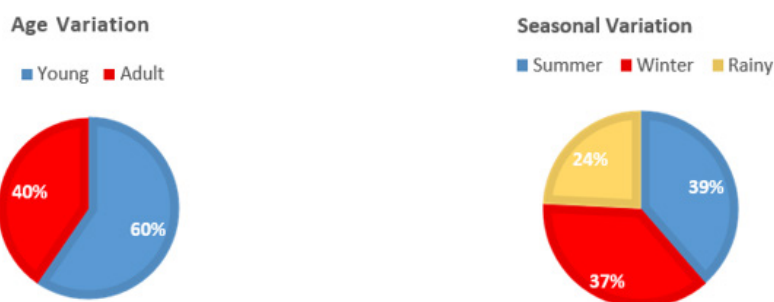 Age Variation
Young Adult
40%
60%
Seasonal Variation
Summer Winter Rainy
24%
39%
37%